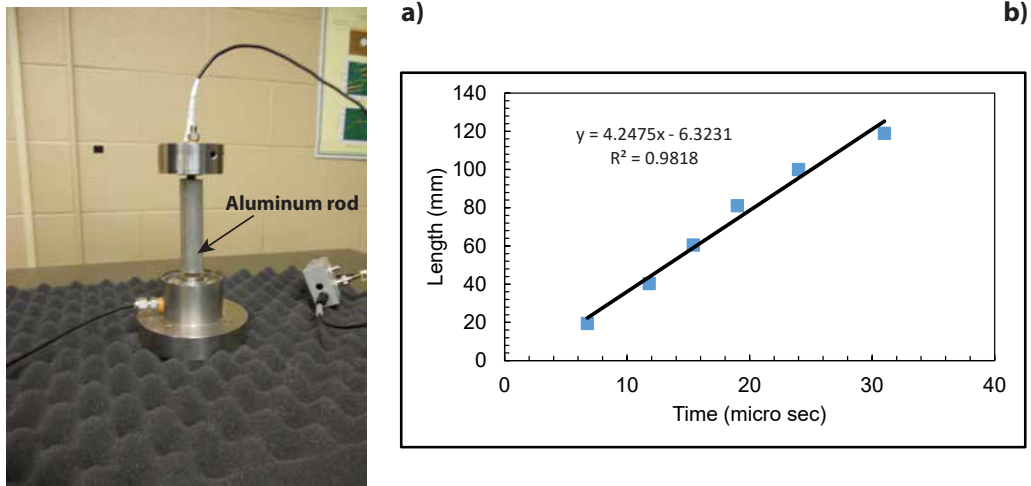 a)
b)
Aluminum rod
140
120
100
80
60
40
20
0
Length (mm)
y = 4.2475x - 6.3231
R² = 0.9818
0 10 20 30 40
Time (micro sec)